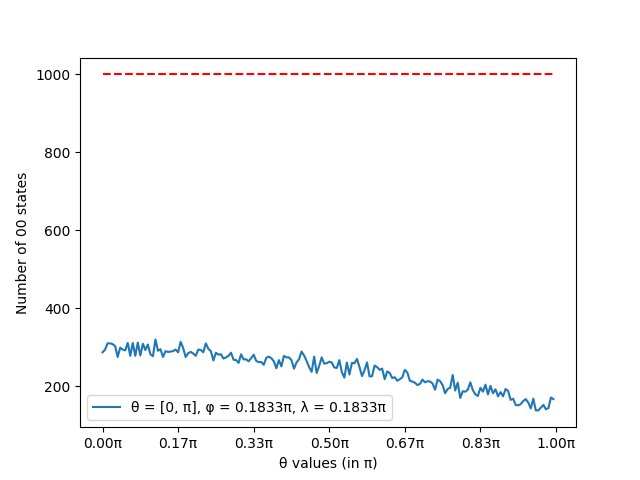 1000
800
600
400
200
Number of 00 states
θ = [0, π], φ = 0.1833π, λ = 0.1833π
0.00π 0.17π 0.33π 0.50π 0.67π 0.83π 1.00π
θ values (in π)